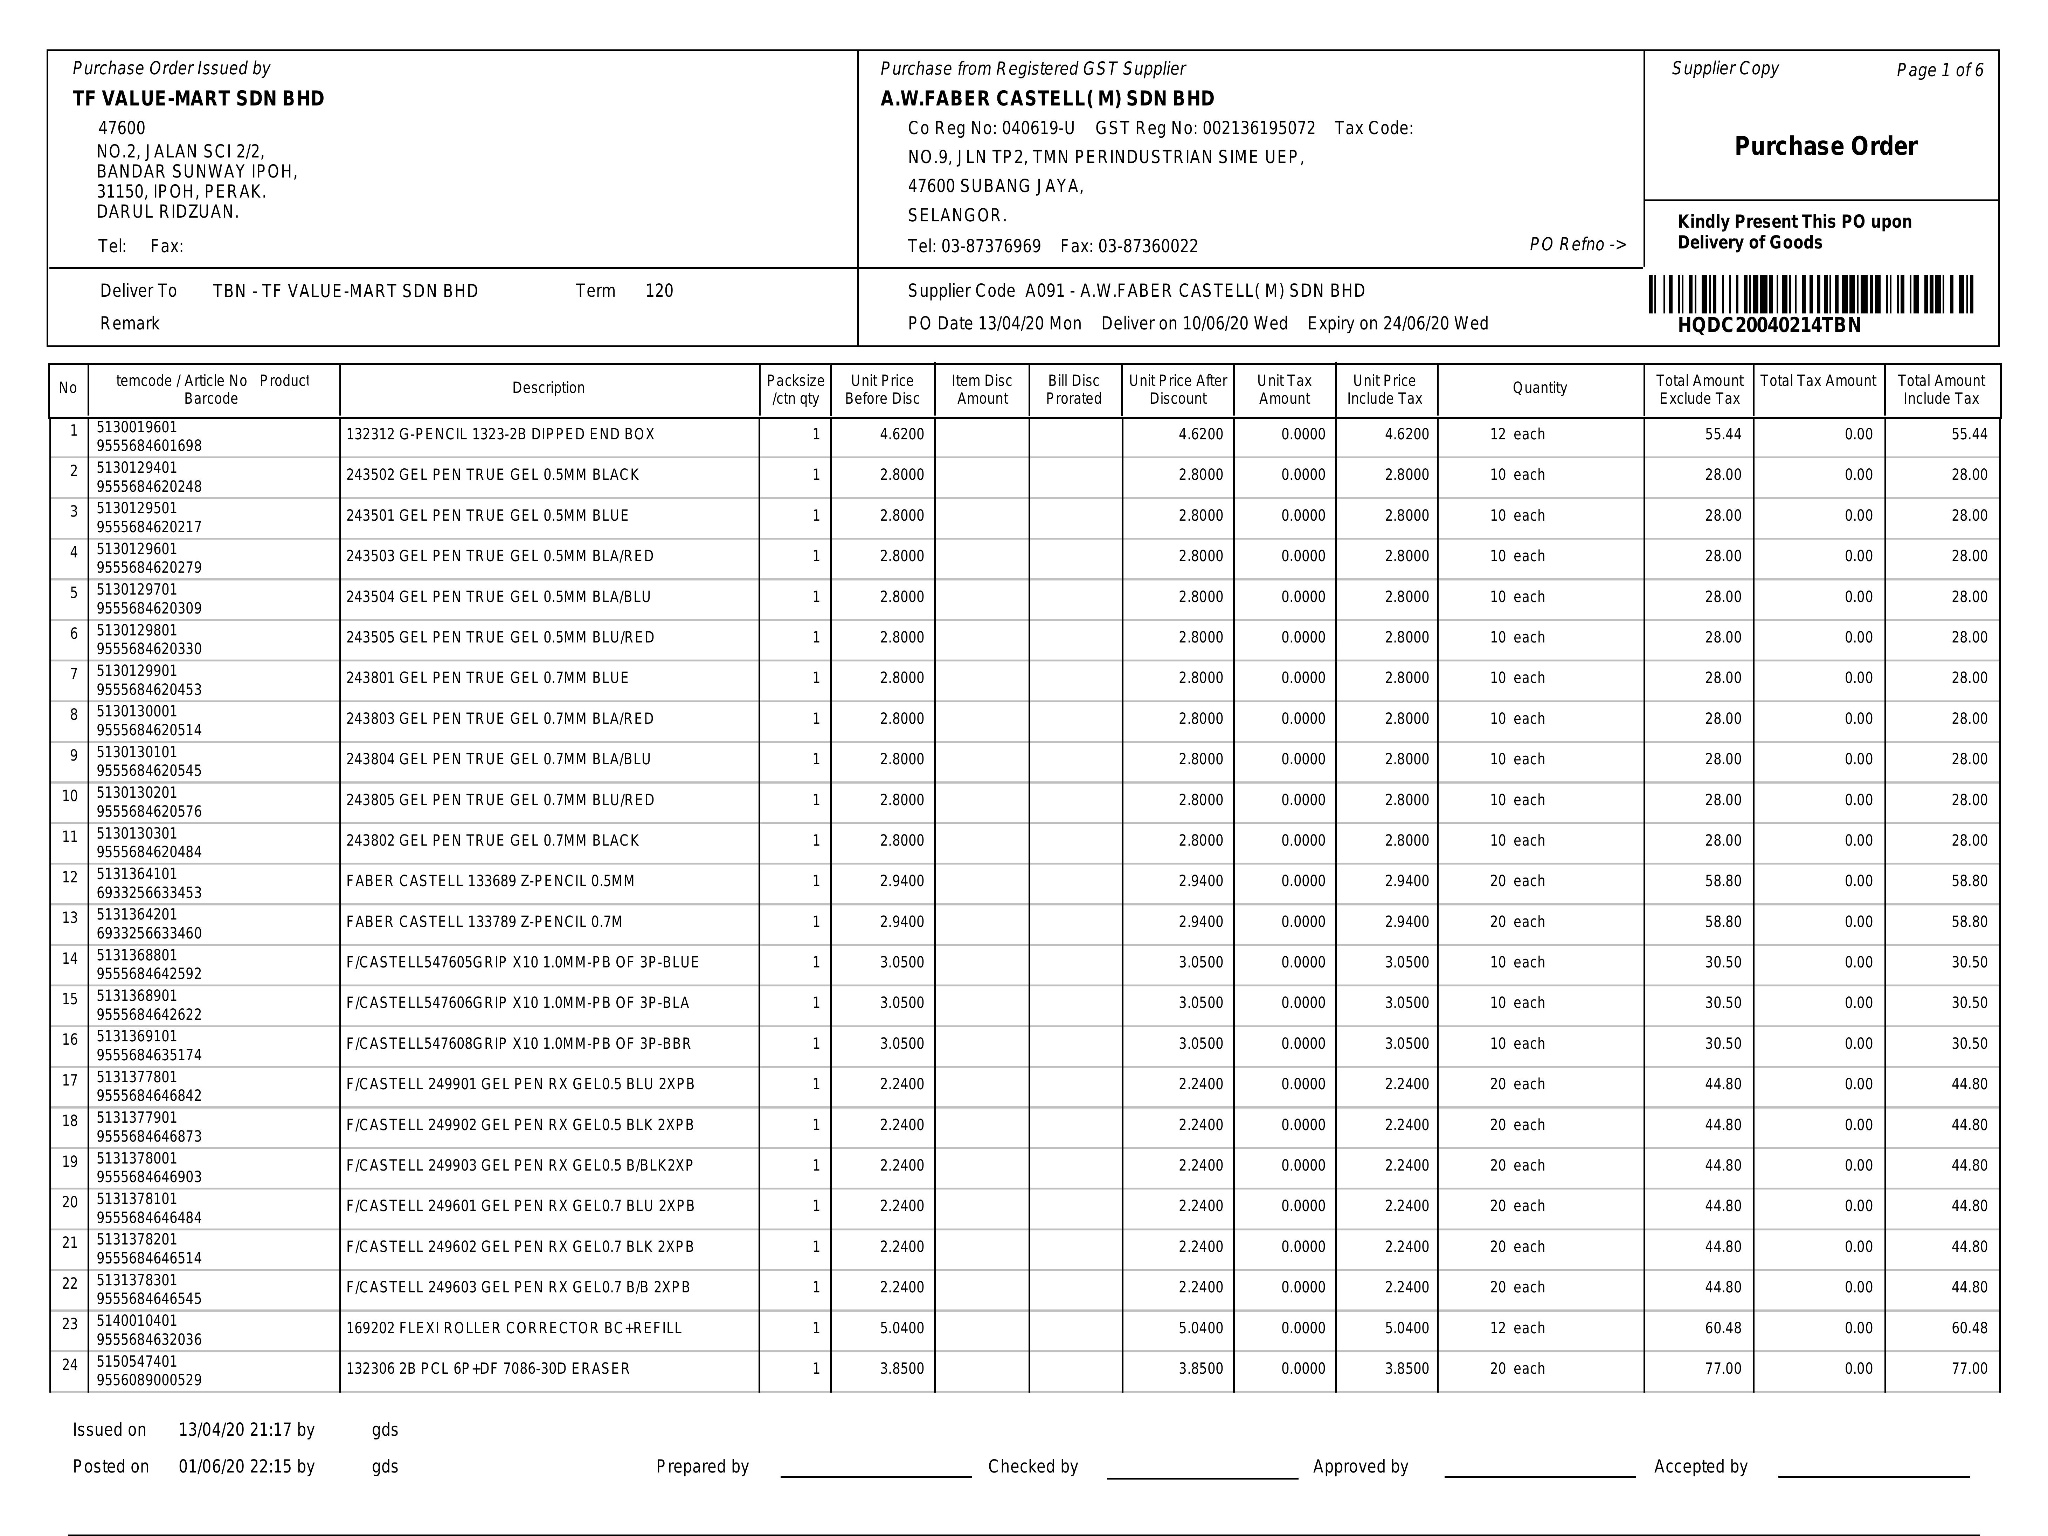 Purchase Order Issued by
TF VALUE-MART SDN BHD
47600
NO.2, JALAN SCI 2/2,
BANDAR SUNWAY IPOH,
31150, IPOH, PERAK.
DARUL RIDZUAN.
Tel: Fax:
Purchase from Registered GST Supplier
A.W.FABER CASTELL( M) SDN BHD
Co Reg No: 040619-U GST Reg No: 002136195072 Tax Code:
NO.9, JLN TP2, TMN PERINDUSTRIAN SIME UEP,
47600 SUBANG JAYA,
SELANGOR.
Tel: 03-87376969 Fax: 03-87360022 PO Refno ->
Supplier Copy Page 1 of 6
Purchase Order
Kindly Present This PO upon
Delivery of Goods
HQDC20040214TBN
Deliver To TBN - TF VALUE-MART SDN BHD Term 120
Remark
Supplier Code A091 - A.W.FABER CASTELL( M) SDN BHD
PO Date 13/04/20 Mon Deliver on 10/06/20 Wed Expiry on 24/06/20 Wed
No temcode / Article No Product Barcode Description Packsize /ctn qty Unit Price Before Disc Item Disc Amount Bill Disc Prorated Unit Price After Discount Unit Tax Amount Unit Price Include Tax Quantity Total Amount Exclude Tax Total Tax Amount Total Amount Include Tax
1 5130019601 9555684601698 132312 G-PENCIL 1323-2B DIPPED END BOX 1 4.6200 4.6200 0.0000 4.6200 12 each 55.44 0.00 55.44
2 5130129401 9555684620248 243502 GEL PEN TRUE GEL 0.5MM BLACK 1 2.8000 2.8000 0.0000 2.8000 10 each 28.00 0.00 28.00
3 5130129501 9555684620217 243501 GEL PEN TRUE GEL 0.5MM BLUE 1 2.8000 2.8000 0.0000 2.8000 10 each 28.00 0.00 28.00
4 5130129601 9555684620279 243503 GEL PEN TRUE GEL 0.5MM BLA/RED 1 2.8000 2.8000 0.0000 2.8000 10 each 28.00 0.00 28.00
5 5130129701 9555684620309 243504 GEL PEN TRUE GEL 0.5MM BLA/BLU 1 2.8000 2.8000 0.0000 2.8000 10 each 28.00 0.00 28.00
6 5130129801 9555684620330 243505 GEL PEN TRUE GEL 0.5MM BLU/RED 1 2.8000 2.8000 0.0000 2.8000 10 each 28.00 0.00 28.00
7 5130129901 9555684620453 243801 GEL PEN TRUE GEL 0.7MM BLUE 1 2.8000 2.8000 0.0000 2.8000 10 each 28.00 0.00 28.00
8 5130130001 9555684620514 243803 GEL PEN TRUE GEL 0.7MM BLA/RED 1 2.8000 2.8000 0.0000 2.8000 10 each 28.00 0.00 28.00
9 5130130101 9555684620545 243804 GEL PEN TRUE GEL 0.7MM BLA/BLU 1 2.8000 2.8000 0.0000 2.8000 10 each 28.00 0.00 28.00
10 5130130201 9555684620576 243805 GEL PEN TRUE GEL 0.7MM BLU/RED 1 2.8000 2.8000 0.0000 2.8000 10 each 28.00 0.00 28.00
11 5130130301 9555684620484 243802 GEL PEN TRUE GEL 0.7MM BLACK 1 2.8000 2.8000 0.0000 2.8000 10 each 28.00 0.00 28.00
12 5131364101 6933256633453 FABER CASTELL 133689 Z-PENCIL 0.5MM 1 2.9400 2.9400 0.0000 2.9400 20 each 58.80 0.00 58.80
13 5131364201 6933256633460 FABER CASTELL 133789 Z-PENCIL 0.7M 1 2.9400 2.9400 0.0000 2.9400 20 each 58.80 0.00 58.80
14 5131368801 9555684642592 F/CASTELL547605GRIP X10 1.0MM-PB OF 3P-BLUE 1 3.0500 3.0500 0.0000 3.0500 10 each 30.50 0.00 30.50
15 5131368901 9555684642622 F/CASTELL547606GRIP X10 1.0MM-PB OF 3P-BLA 1 3.0500 3.0500 0.0000 3.0500 10 each 30.50 0.00 30.50
16 5131369101 9555684635174 F/CASTELL547608GRIP X10 1.0MM-PB OF 3P-BBR 1 3.0500 3.0500 0.0000 3.0500 10 each 30.50 0.00 30.50
17 5131377801 9555684646842 F/CASTELL 249901 GEL PEN RX GEL0.5 BLU 2XPB 1 2.2400 2.2400 0.0000 2.2400 20 each 44.80 0.00 44.80
18 5131377901 9555684646873 F/CASTELL 249902 GEL PEN RX GEL0.5 BLK 2XPB 1 2.2400 2.2400 0.0000 2.2400 20 each 44.80 0.00 44.80
19 5131378001 9555684646903 F/CASTELL 249903 GEL PEN RX GEL0.5 B/BLK2XP 1 2.2400 2.2400 0.0000 2.2400 20 each 44.80 0.00 44.80
20 5131378101 9555684646484 F/CASTELL 249601 GEL PEN RX GEL0.7 BLU 2XPB 1 2.2400 2.2400 0.0000 2.2400 20 each 44.80 0.00 44.80
21 5131378201 9555684646514 F/CASTELL 249602 GEL PEN RX GEL0.7 BLK 2XPB 1 2.2400 2.2400 0.0000 2.2400 20 each 44.80 0.00 44.80
22 5131378301 9555684646545 F/CASTELL 249603 GEL PEN RX GEL0.7 B/B 2XPB 1 2.2400 2.2400 0.0000 2.2400 20 each 44.80 0.00 44.80
23 5140010401 9555684632036 169202 FLEXI ROLLER CORRECTOR BC+REFILL 1 5.0400 5.0400 0.0000 5.0400 12 each 60.48 0.00 60.48
24 5150547401 9556089000529 132306 2B PCL 6P+DF 7086-30D ERASER 1 3.8500 3.8500 0.0000 3.8500 20 each 77.00 0.00 77.00
Issued on 13/04/20 21:17 by gds
Posted on 01/06/20 22:15 by gds Prepared by Checked by Approved by Accepted by